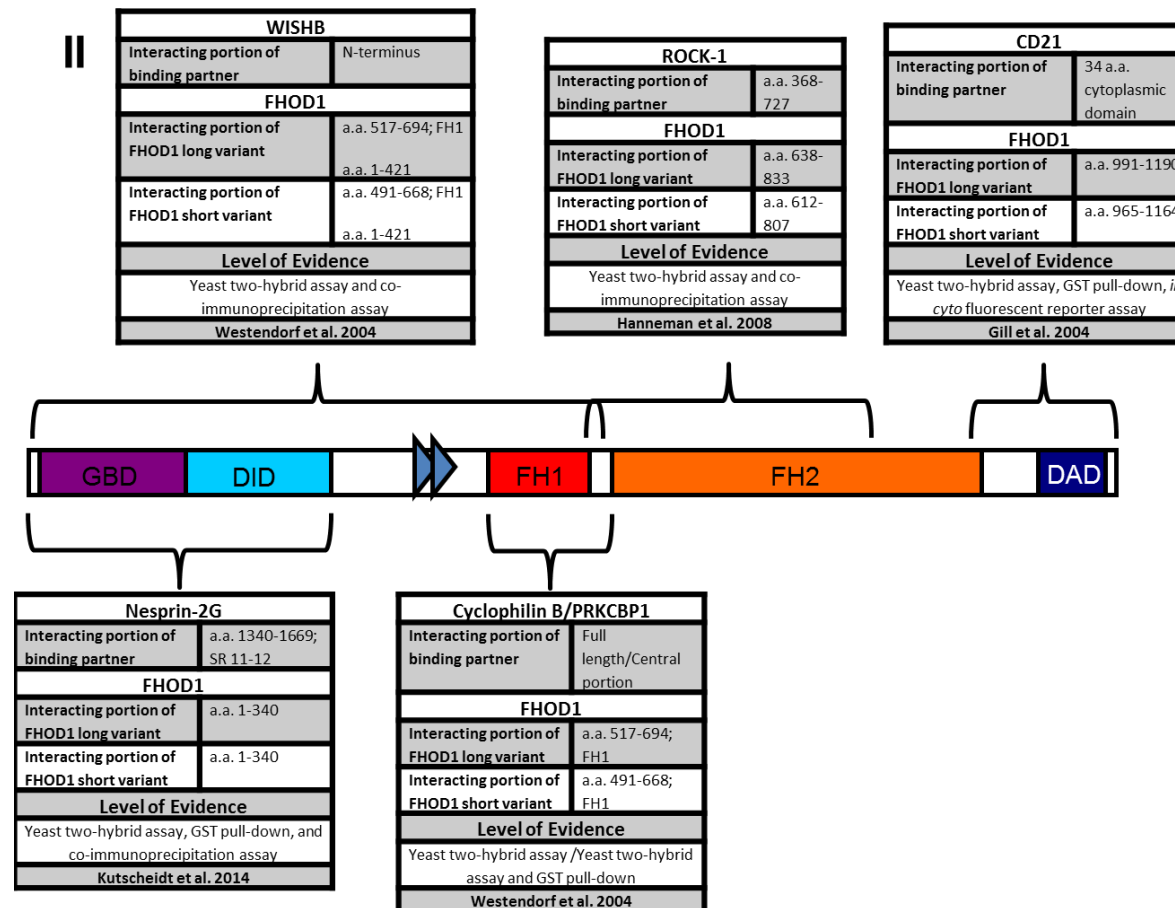 II
WISHB
Interacting portion of
binding partner
N-terminus
FHOD1
Interacting portion of
FHOD1 long variant
a.a. 517-694; FH1
a.a. 1-421
Interacting portion of
FHOD1 short variant
a.a. 491-668; FH1
a.a. 1-421
Level of Evidence
Yeast two-hybrid assay and co-
immunoprecipitation assay
Westendorf et al. 2004
ROCK-1
Interacting portion of
binding partner
a.a. 368-
727
FHOD1
Interacting portion of
FHOD1 long variant
a.a. 638-
833
Interacting portion of
FHOD1 short variant
a.a. 612-
807
Level of Evidence
Yeast two-hybrid assay and co-
immunoprecipitation assay
Hanneman et al. 2008
CD21
Interacting portion of
binding partner
34 a.a.
cytoplasmic
domain
FHOD1
Interacting portion of
FHOD1 long variant
a.a. 991-1190
Interacting portion of
FHOD1 short variant
a.a. 965-1164
Level of Evidence
Yeast two-hybrid assay, GST pull-down, in
cyto fluorescent reporter assay
Gill et al. 2004
GBD DID FH1 FH2 DAD
Nesprin-2G
Interacting portion of
binding partner
a.a. 1340-1669;
SR 11-12
FHOD1
Interacting portion of
FHOD1 long variant
a.a. 1-340
Interacting portion of
FHOD1 short variant
a.a. 1-340
Level of Evidence
Yeast two-hybrid assay, GST pull-down, and
co-immunoprecipitation assay
Kutscheidt et al. 2014
Cyclophilin B/PRKCBP1
Interacting portion of
binding partner
Full
length/Central
portion
FHOD1
Interacting portion of
FHOD1 long variant
a.a. 517-694;
FH1
Interacting portion of
FHOD1 short variant
a.a. 491-668;
FH1
Level of Evidence
Yeast two-hybrid assay /Yeast two-hybrid
assay and GST pull-down
Westendorf et al. 2004